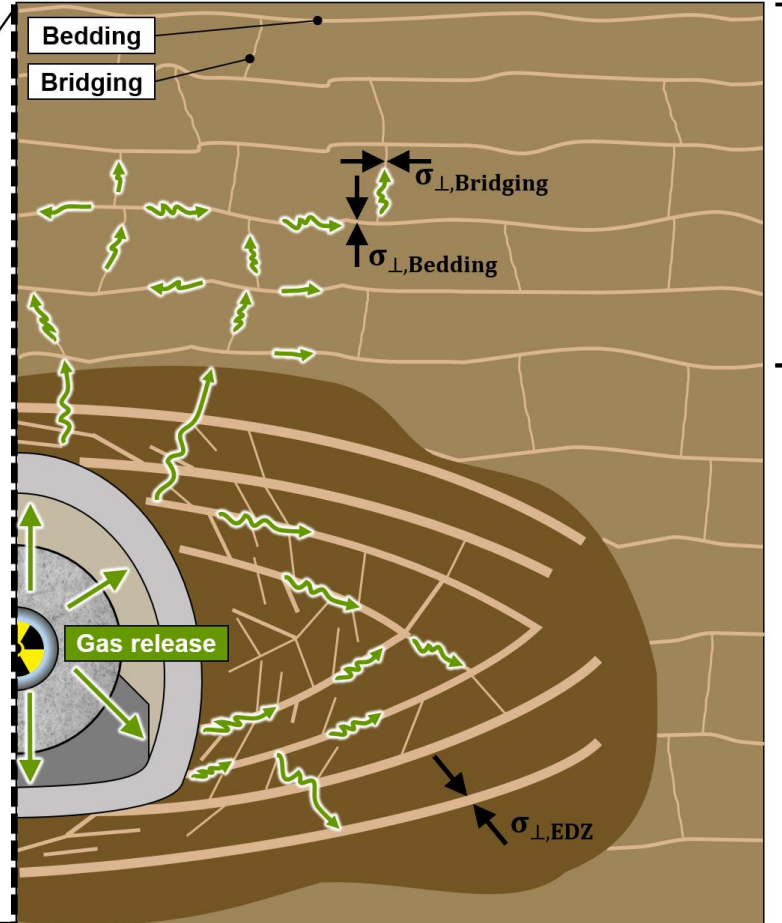 Bedding
Bridging
σ⊥,Bridging
σ⊥,Bedding
Gas release
σ⊥,EDZ